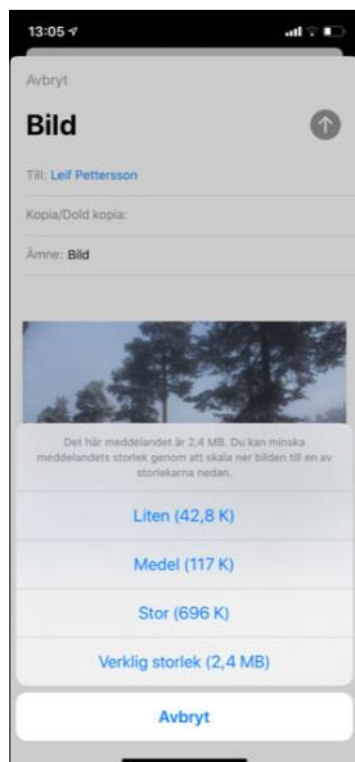 13:05
Avbryt
Bild
Till: Leif Pettersson
Kopia/Dold kopia:
Ämne: Bild
Det här meddelandet är 2,4 MB. Du kan minska
meddelandets storlek genom att skala ner bilden till en av
storlekarna nedan.
Liten (42,8 K)
Medel (117 K)
Stor (696 K)
Verklig storlek (2,4 MB)
Avbryt